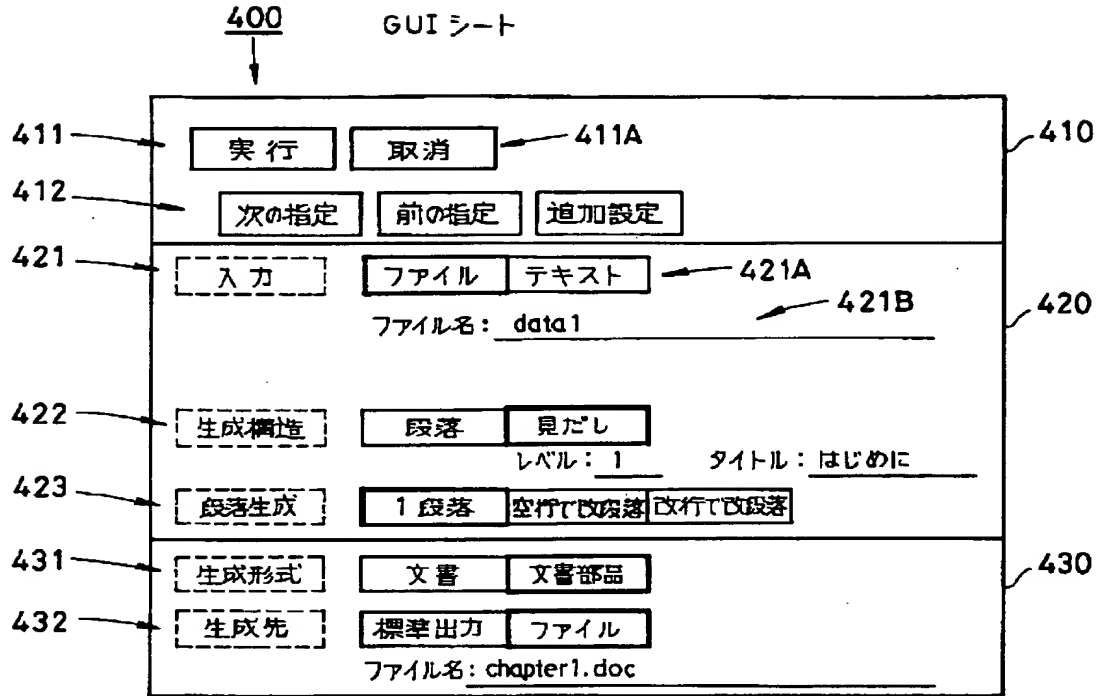 400 GUI シート
411 実行 取消 411A 410
412 次の指定 前の指定 追加設定
421 入力 ファイル テキスト 421A
ファイル名: data1 421B 420
422 生成構造 段落 見だし
レベル: 1 タイトル: はじめに
423 段落生成 1段落 空行で改段落 改行で改段落
431 生成形式 文書 文書部品 430
432 生成先 標準出力 ファイル
ファイル名: chapter1.doc